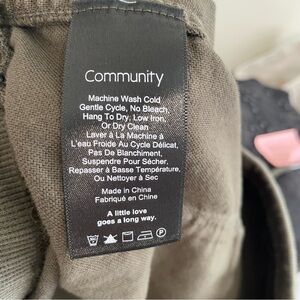 Community
Machine Wash Cold
Gentle Cycle, No Bleach,
Hang To Dry, Low Iron,
Or Dry Clean
Laver À La Machine À
L'eau Froide Au Cycle Délicat,
Pas De Blanchiment,
Suspendre Pour Sécher,
Repasser à Basse Température,
Ou Nettoyer à Sec
Made in China
Fabriqué en Chine
A little love
goes a long way.
P